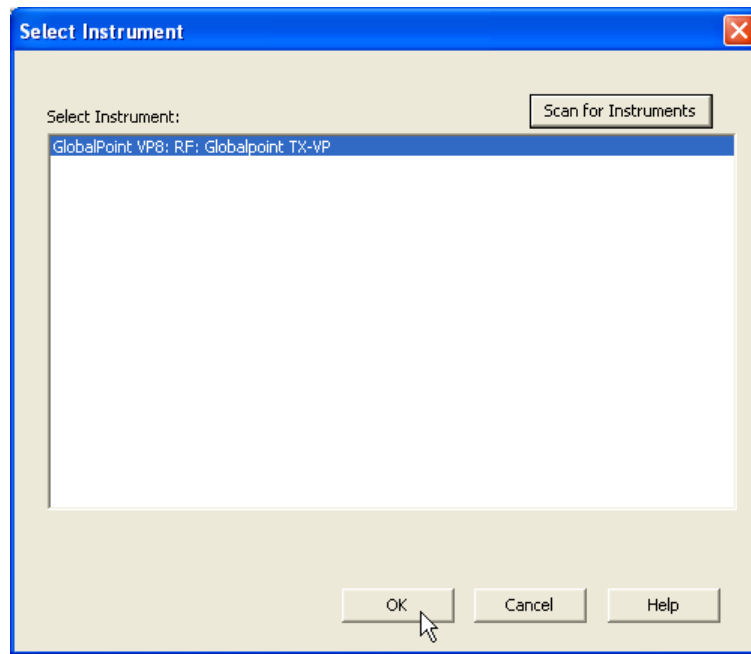 Select Instrument
Scan for Instruments
Select Instrument:
GlobalPoint VP8: RF: Globalpoint TX-VP
OK
Cancel
Help